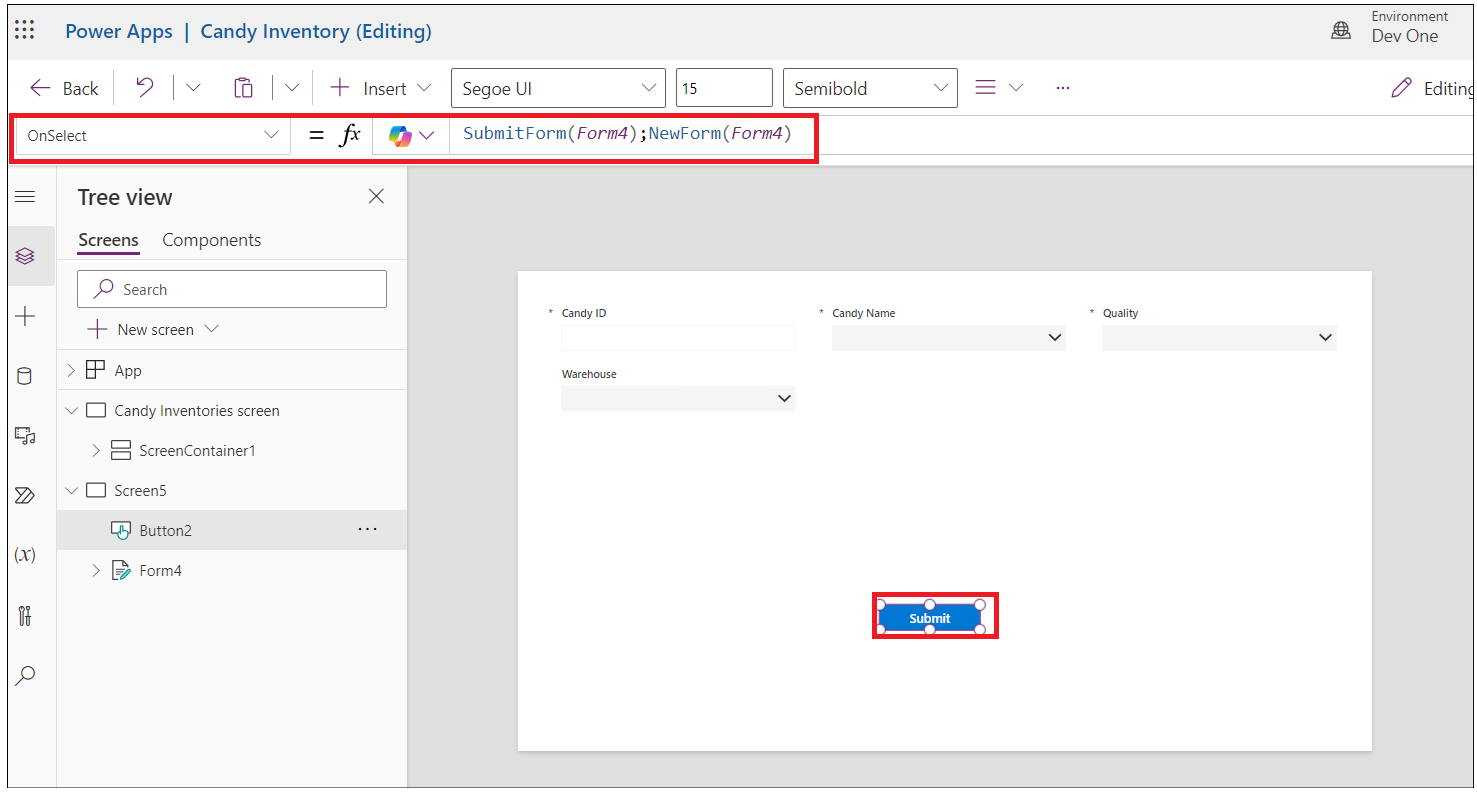 Power Apps | Candy Inventory (Editing)
Environment
Dev One
Back
Insert
Segoe UI
15
Semibold
...
Editing
OnSelect
= fx
SubmitForm(Form4);NewForm(Form4)
Tree view
Screens Components
Search
New screen
App
Candy Inventories screen
ScreenContainer1
Screen5
Button2 ...
Form4
(x)
* Candy ID
* Candy Name
* Quality
Warehouse
Submit